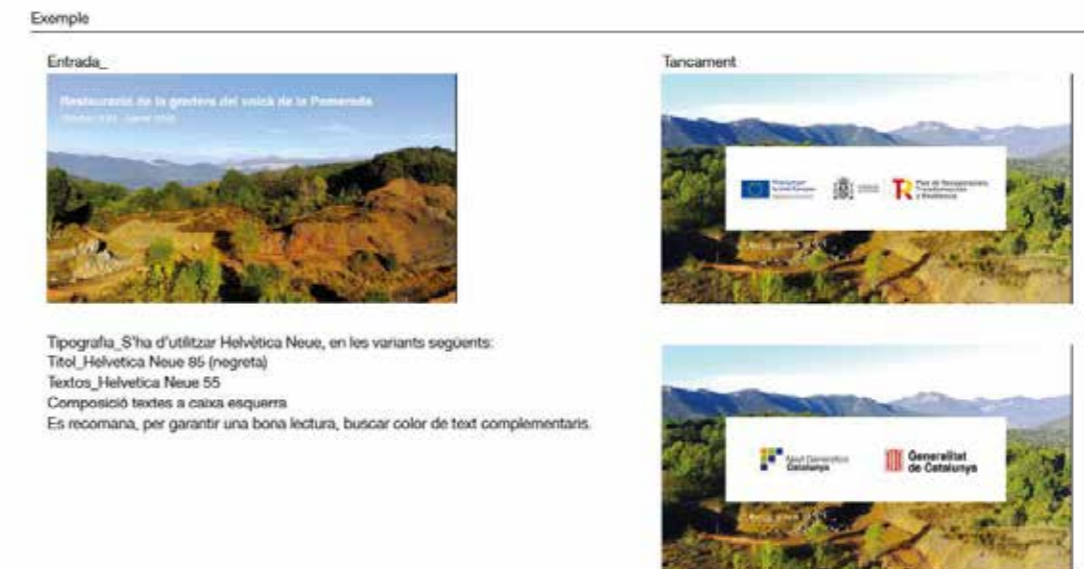 Exemple
Entrada_
Restauració de la gravera del veïnat de la Pomereda
Tancament
Plan de Recuperación,
Transformación
y Resiliencia
Tipografia_S'ha d'utilitzar Helvètica Neue, en les variants següents:
Titol_Helvetica Neue 85 (negreta)
Textos_Helvetica Neue 55
Composició textes a caixa esquerra
Es recomana, per garantir una bona lectura, buscar color de text complementaris.
Next Generation
Catalunya
Generalitat
de Catalunya